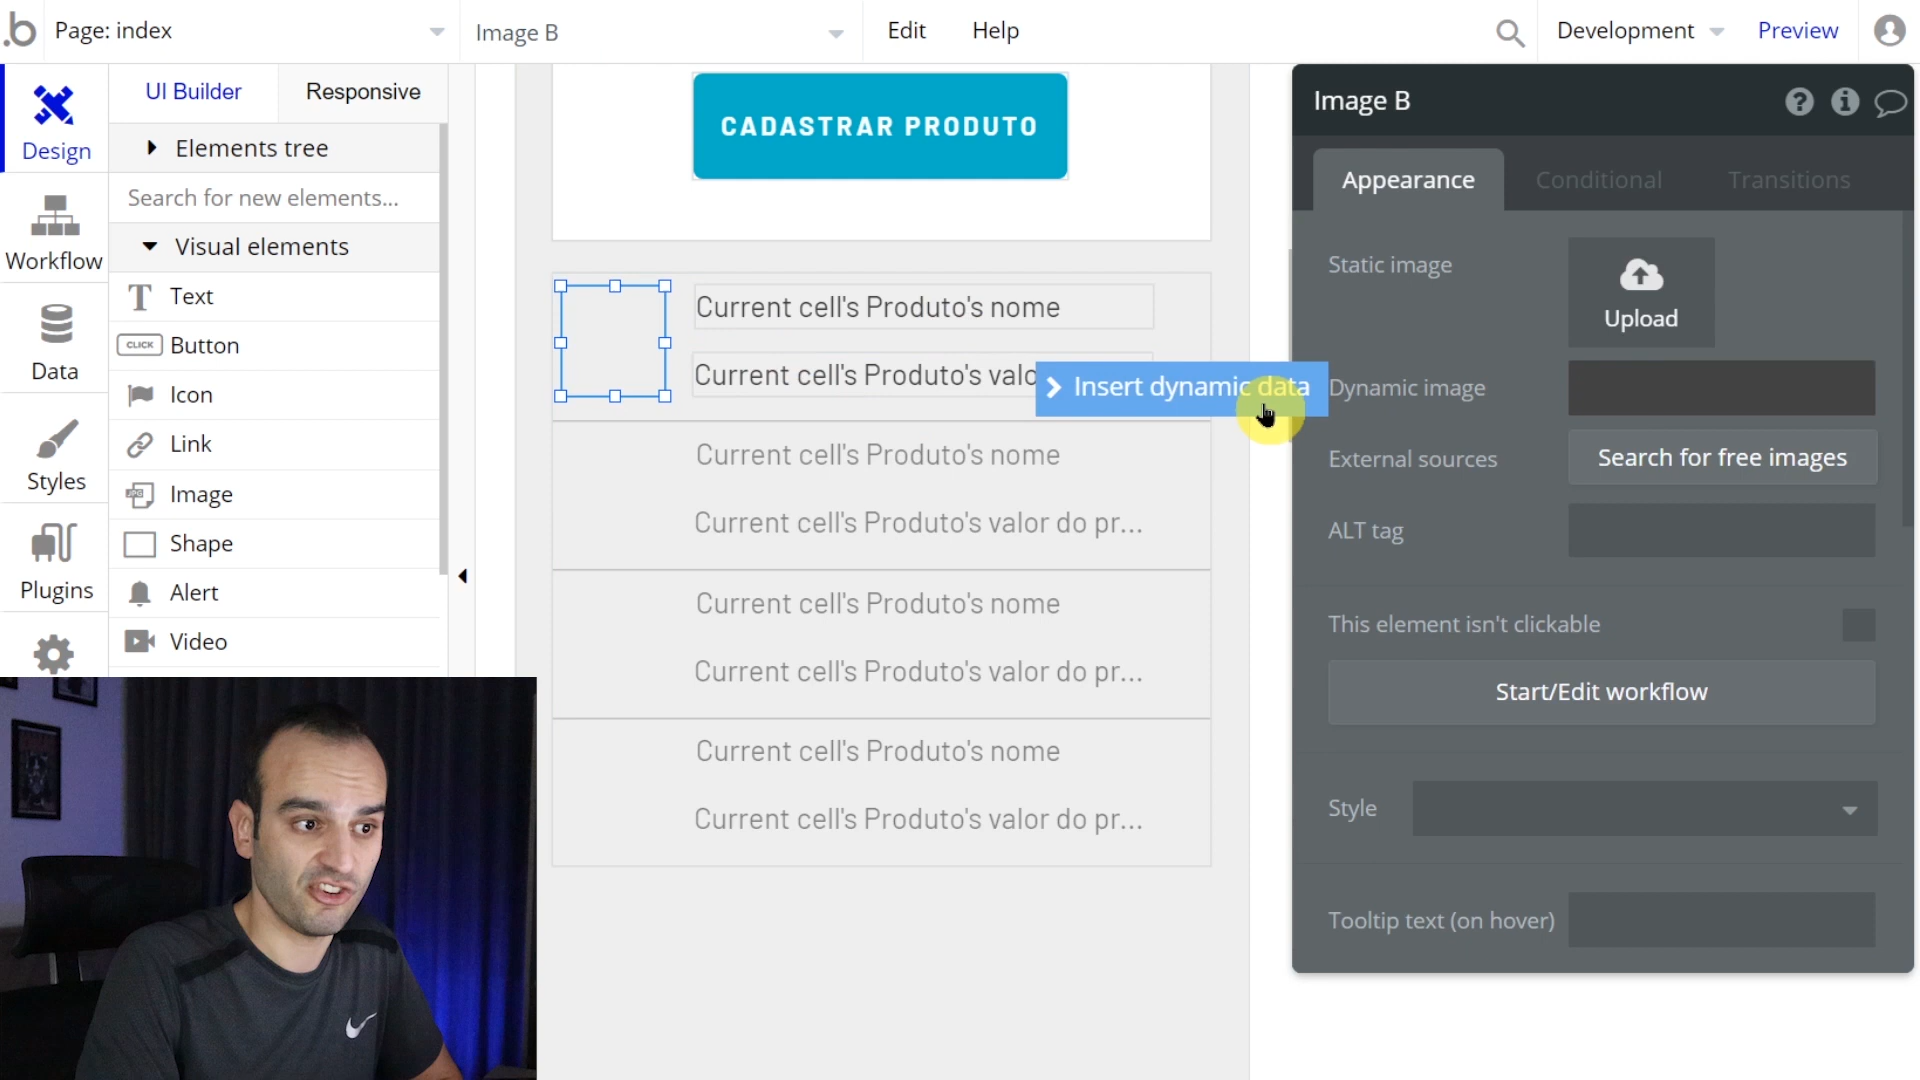 .b
Page: index
Image B
Edit
Help
Development
Preview
Design
Workflow
Data
Styles
Plugins
UI Builder
Responsive
Elements tree
Search for new elements...
Visual elements
Text
CLICK
Button
Icon
Link
Image
Shape
Alert
Video
CADASTRAR PRODUTO
Current cell's Produto's nome
Current cell's Produto's valo
Insert dynamic data
Current cell's Produto's nome
Current cell's Produto's valor do pr...
Current cell's Produto's nome
Current cell's Produto's valor do pr...
Current cell's Produto's nome
Current cell's Produto's valor do pr...
Image B
Appearance
Conditional
Transitions
Static image
Upload
Dynamic image
External sources
Search for free images
ALT tag
This element isn't clickable
Start/Edit workflow
Style
Tooltip text (on hover)